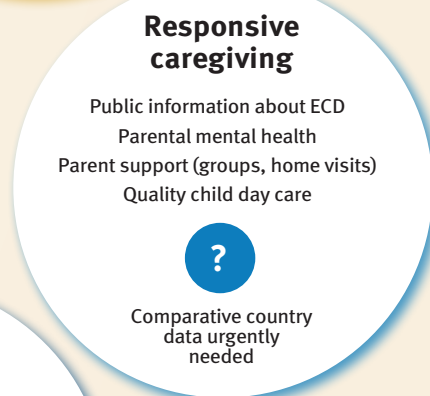 Responsive
caregiving
Public information about ECD
Parental mental health
Parent support (groups, home visits)
Quality child day care
?
Comparative country
data urgently
needed